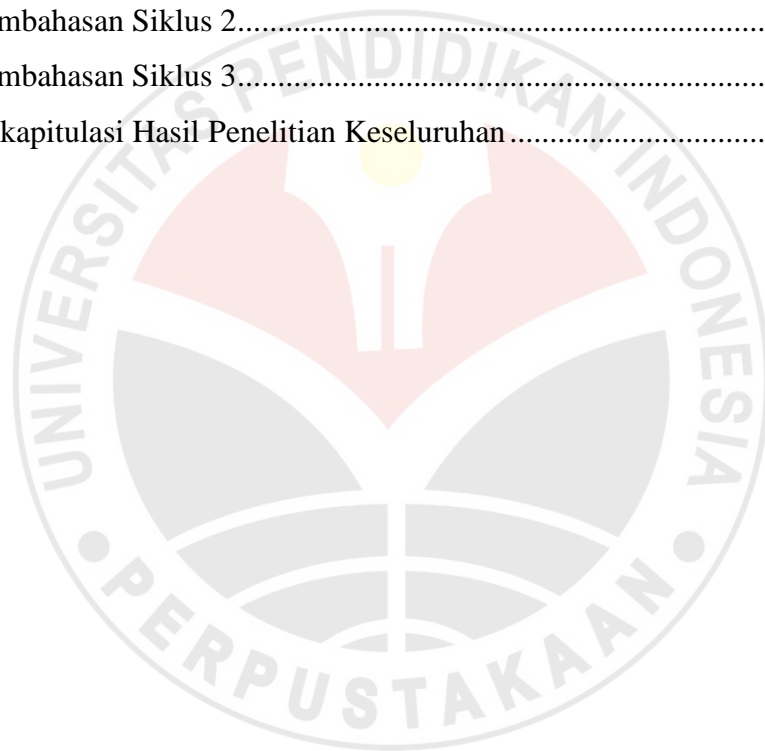 mbahasan Siklus 2......................................................................
mbahasan Siklus 3......................................................................
kapitulasi Hasil Penelitian Keseluruhan.................................
UNIVERSITAS PENDIDIKAN INDONESIA
PERPUSTAKAAN